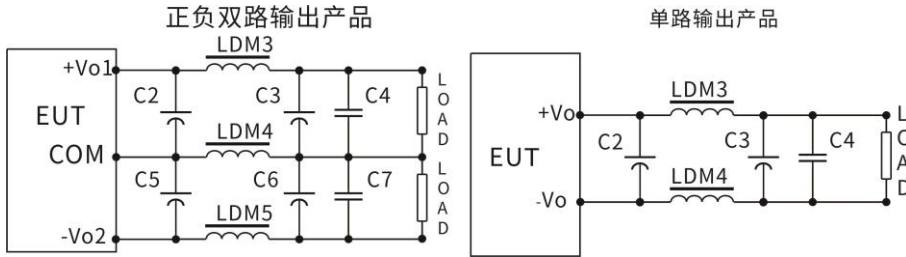 正负双路输出产品
LDM3
+Vo1
C2
C3
C4
LOAD
EUT
LDM4
COM
C5
C6
C7
LOAD
LDM5
-Vo2
单路输出产品
LDM3
+Vo
C2
C3
C4
LOAD
EUT
LDM4
-Vo